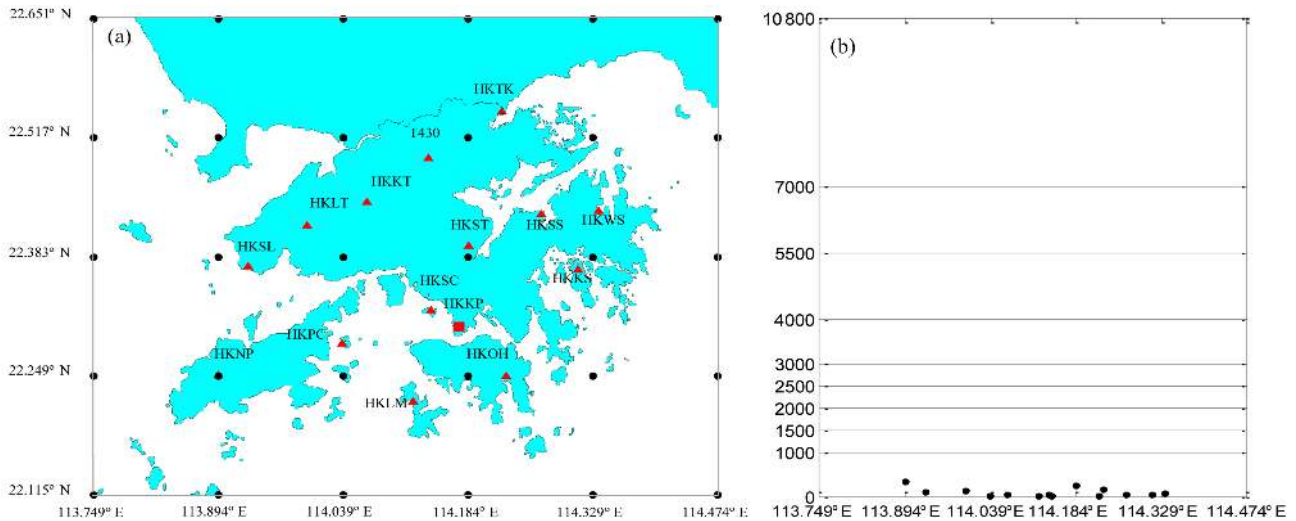 22.651° N
(a)
HKTK
22.517° N
T430
HKKT
HKLT
HKST
HKSS
HKWS
22.383° N
HKSL
HKSC
HKKS
HKKP
HKPC
HKNP
HKOH
22.249° N
HKLM
22.115° N
113.749° E 113.894° E 114.039° E 114.184° E 114.329° E 114.474° E
10 800
(b)
7000
5500
4000
3000
2500
2000
1500
1000
0
113.749° E 113.894° E 114.039° E 114.184° E 114.329° E 114.474° E